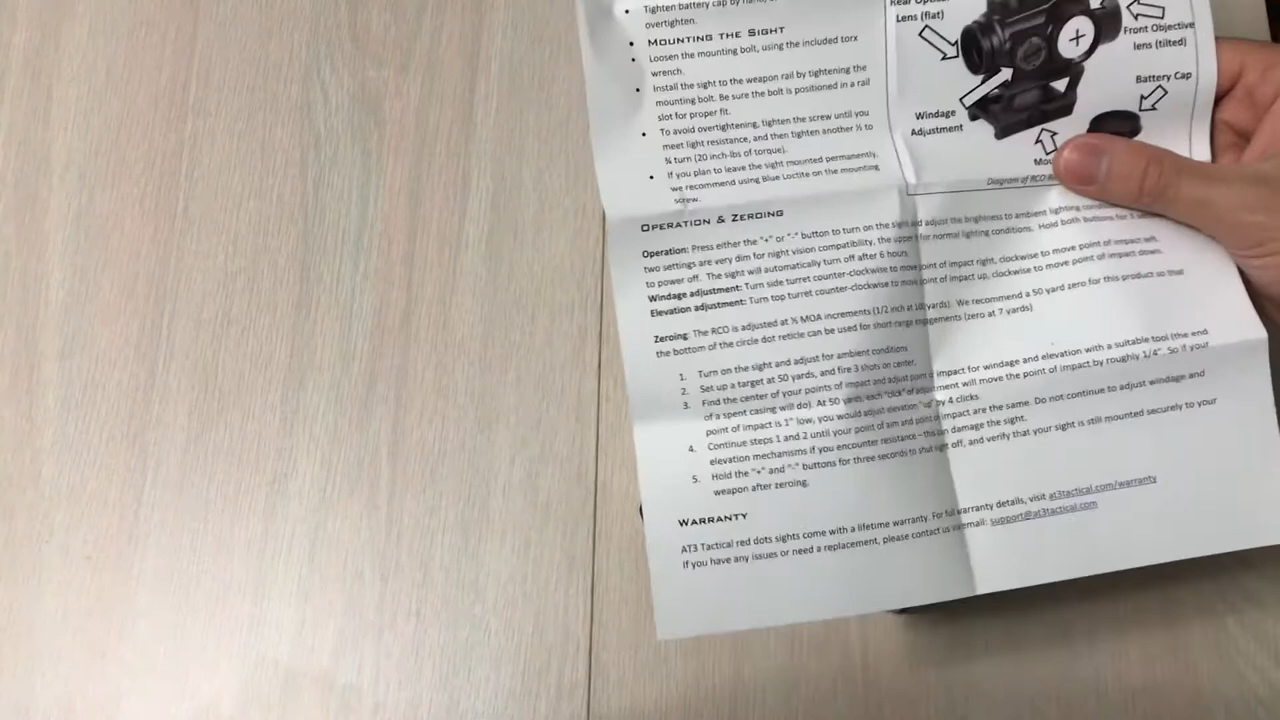 Tighten battery cap by hand,
overtighten.
MOUNTING THE SIGHT
Loosen the mounting bolt, using the included torx
wrench.
Install the sight to the weapon rail by tightening the
mounting bolt. Be sure the bolt is positioned in a rail
slot for proper fit.
To avoid overtightening, tighten the screw until you
meet light resistance, and then tighten another ½ to
¾ turn (20 inch-lbs of torque).
If you plan to leave the sight mounted permanently,
we recommend using Blue Loctite on the mounting
screw.
Rear
Lens (flat)
Front Objective
lens (tilted)
Battery Cap
Windage
Adjustment
Diagram of RCO
OPERATION & ZEROING
Operation: Press either the "+" or "-" button to turn on the sight and adjust the brightness to ambient lighting
two settings are very dim for night vision compatibility, the upper for normal lighting conditions. Hold both buttons for
to power off. The sight will automatically turn off after 6 hours
Windage adjustment: Turn side turret counter-clockwise to move point of impact right, clockwise to move point of impact left.
Elevation adjustment: Turn top turret counter-clockwise to move point of impact up, clockwise to move point of impact down.
Zeroing: The RCO is adjusted at ½ MOA increments (1/2 inch at 100 yards). We recommend a 50 yard zero for this product so that
the bottom of the circle dot reticle can be used for short-range engagements (zero at 7 yards)
1. Turn on the sight and adjust for ambient conditions
2. Set up a target at 50 yards, and fire 3 shots on center.
3. Find the center of your points of impact and adjust point of impact for windage and elevation with a suitable tool (the end
of a spent casing will do). At 50 yards, each "click" of adjustment will move the point of impact by roughly 1/4". So if your
point of impact is 1" low, you would adjust elevation "up" by 4 clicks.
4. Continue steps 1 and 2 until your point of aim and point of impact are the same. Do not continue to adjust windage and
elevation mechanisms if you encounter resistance – this can damage the sight.
5. Hold the "+" and "-" buttons for three seconds to shut sight off, and verify that your sight is still mounted securely to your
weapon after zeroing.
WARRANTY
AT3 Tactical red dots sights come with a lifetime warranty. For full warranty details, visit at3tactical.com/warranty
If you have any issues or need a replacement, please contact us via email: support@at3tactical.com